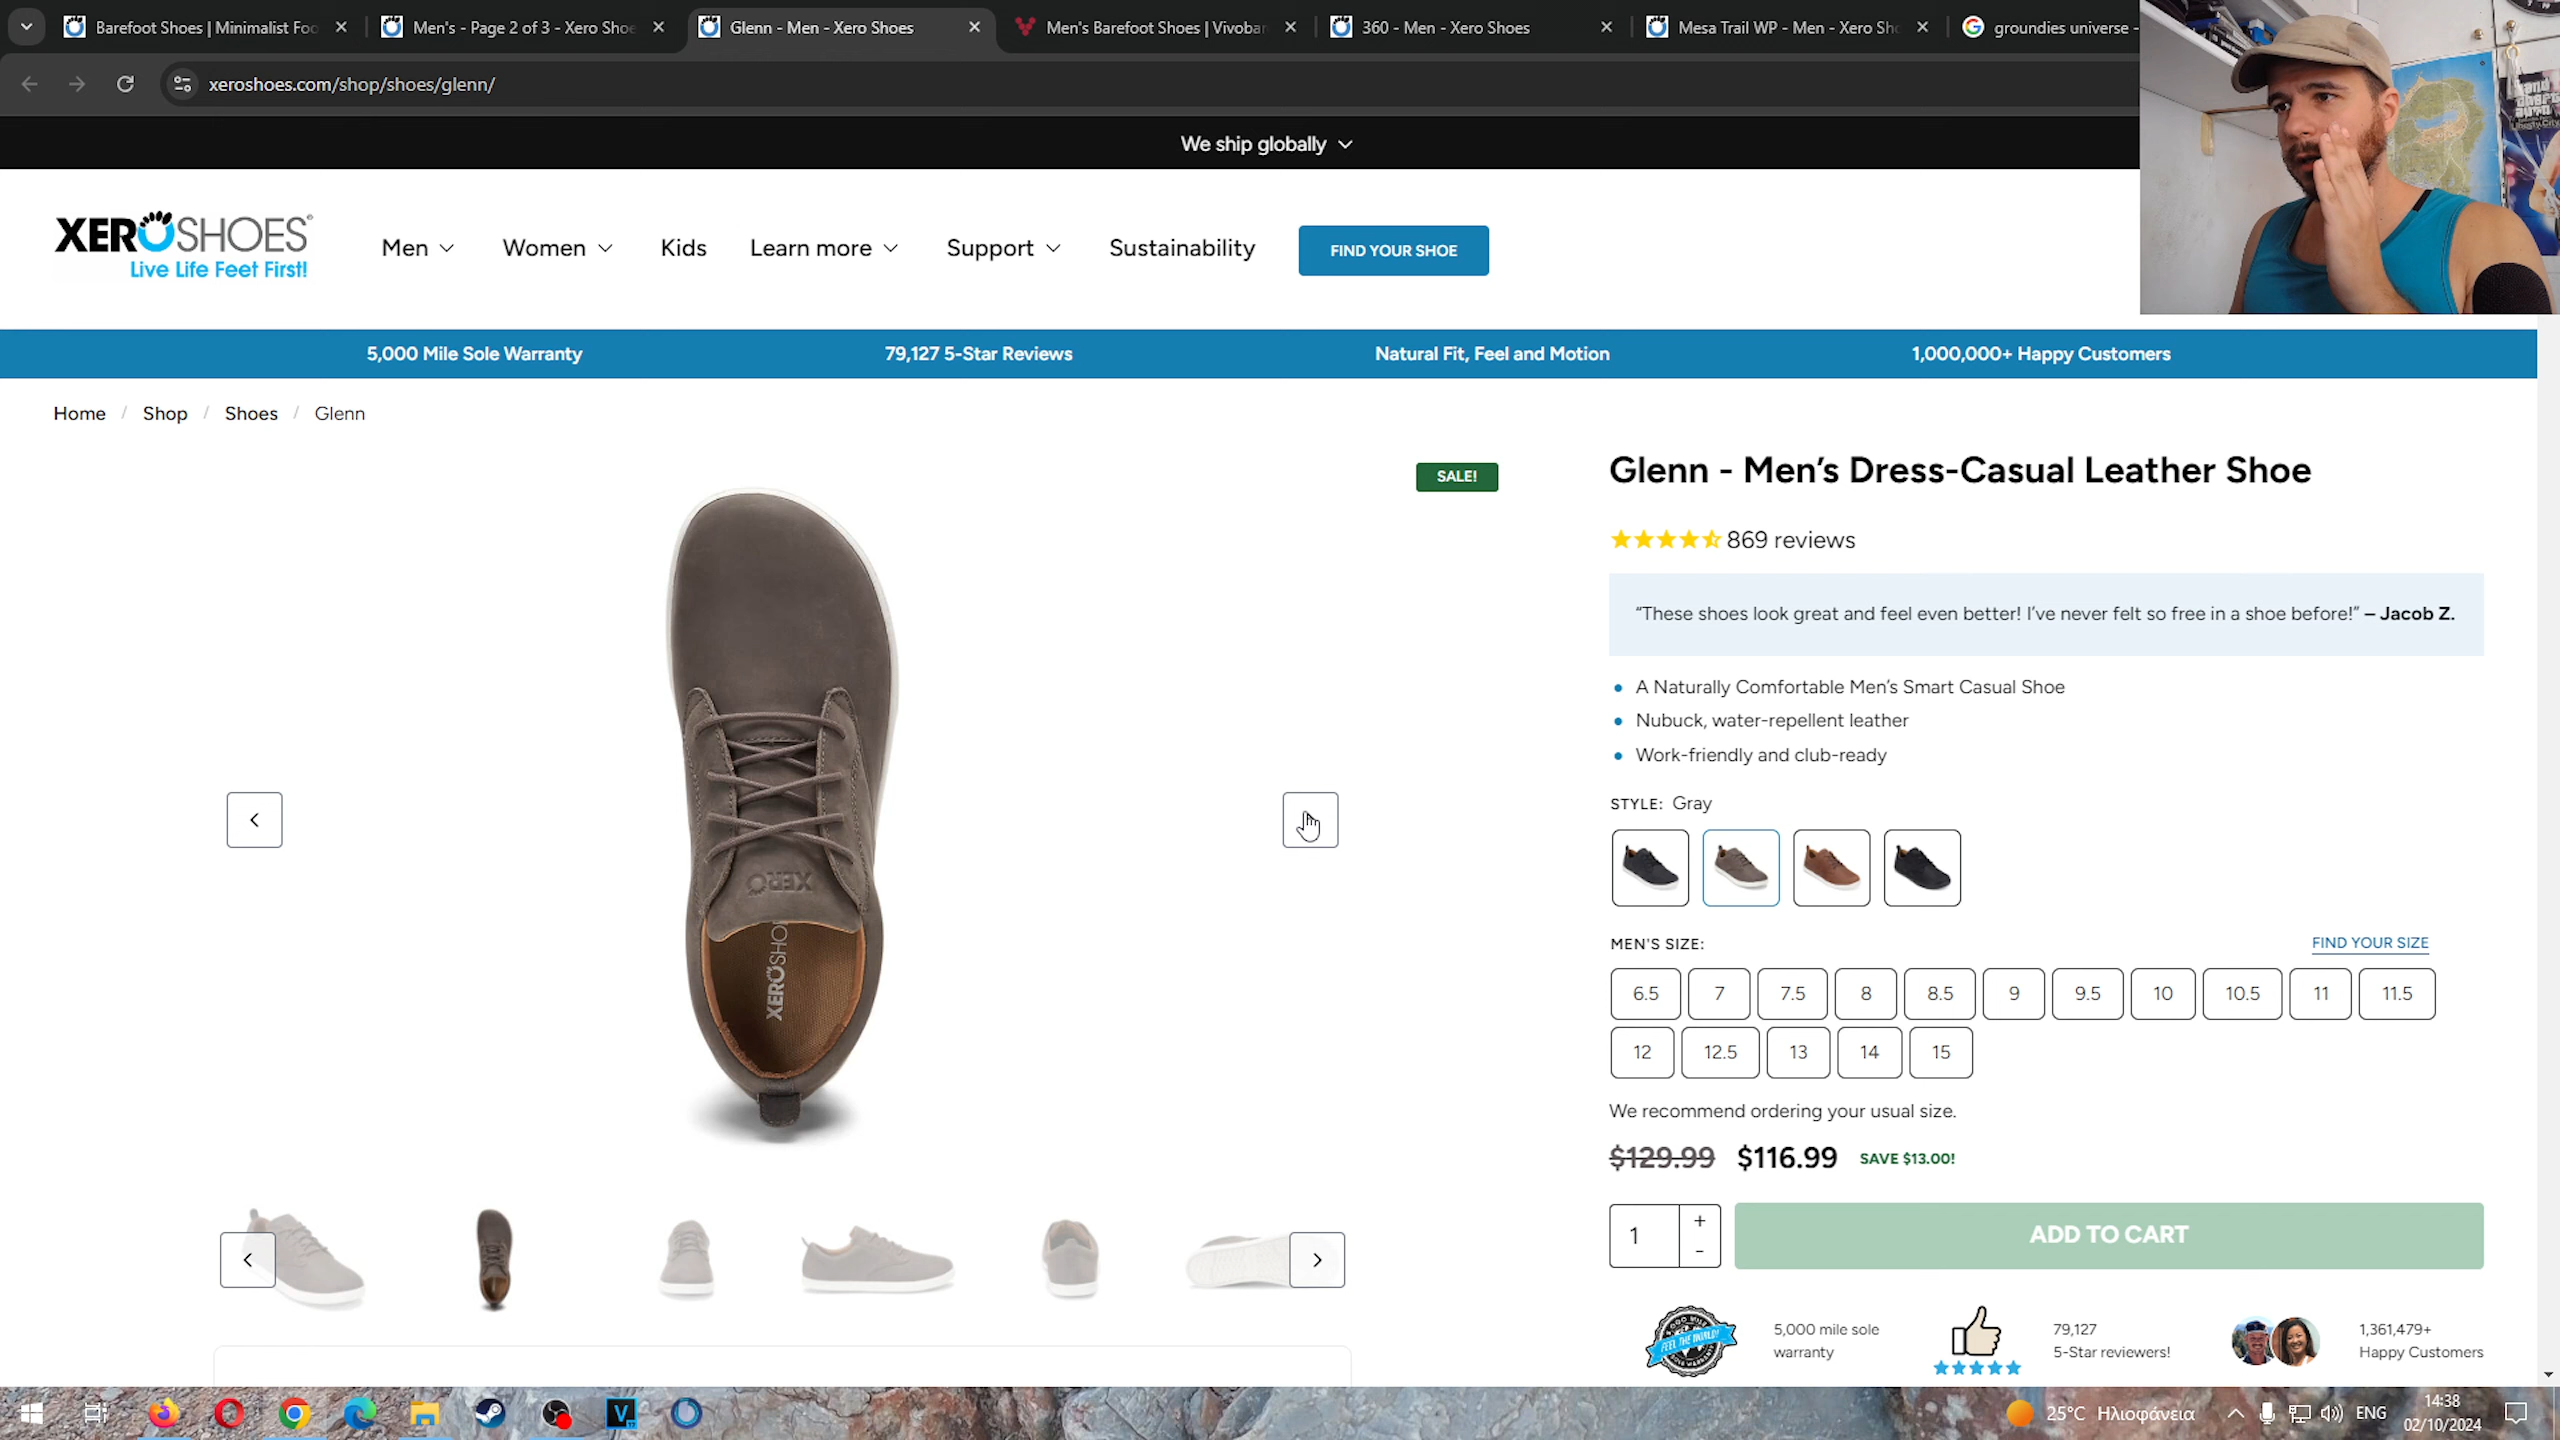 Barefoot Shoes | Minimalist Foo
Men's - Page 2 of 3 - Xero Shoe
Glenn - Men - Xero Shoes
Men's Barefoot Shoes | Vivobar
360 - Men - Xero Shoes
Mesa Trail WP - Men - Xero Sho
groundies universe -
xeroshoes.com/shop/shoes/glenn/
We ship globally
XEROSHOES®
Live Life Feet First!
Men
Women
Kids
Learn more
Support
Sustainability
FIND YOUR SHOE
5,000 Mile Sole Warranty
79,127 5-Star Reviews
Natural Fit, Feel and Motion
1,000,000+ Happy Customers
Home / Shop / Shoes / Glenn
SALE!
Glenn - Men’s Dress-Casual Leather Shoe
869 reviews
“These shoes look great and feel even better! I’ve never felt so free in a shoe before!” – Jacob Z.
A Naturally Comfortable Men’s Smart Casual Shoe
Nubuck, water-repellent leather
Work-friendly and club-ready
STYLE: Gray
MEN'S SIZE:
FIND YOUR SIZE
6.5 7 7.5 8 8.5 9 9.5 10 10.5 11 11.5
12 12.5 13 14 15
We recommend ordering your usual size.
$129.99 $116.99 SAVE $13.00!
1 + -
ADD TO CART
XERO
XEROSHO
FEEL THE WORLD!
5,000 mile sole
warranty
79,127
5-Star reviewers!
1,361,479+
Happy Customers
25°C Ηλιοφάνεια
ENG
14:38
02/10/2024